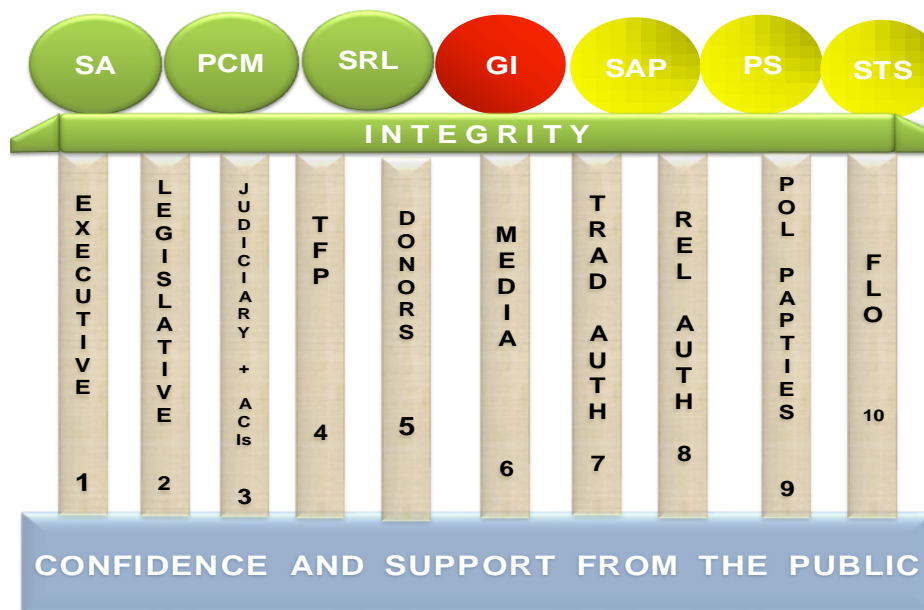 SA
PCM
SRL
GI
SAP
PS
STS
INTEGRITY
EXECUTIVE
1
LEGISLATIVE
2
JUDICIARY + ACIs
3
TFP
4
DONORS
5
MEDIA
6
TRAD AUTH
7
REL AUTH
8
POL PAPTIES
9
FLO
10
CONFIDENCE AND SUPPORT FROM THE PUBLIC